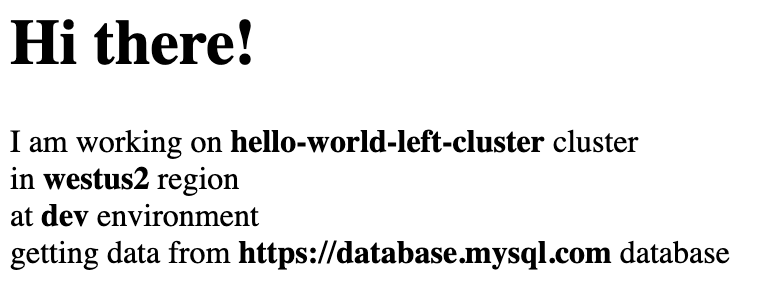 Hi there!
I am working on hello-world-left-cluster cluster
in westus2 region
at dev environment
getting data from https://database.mysql.com database